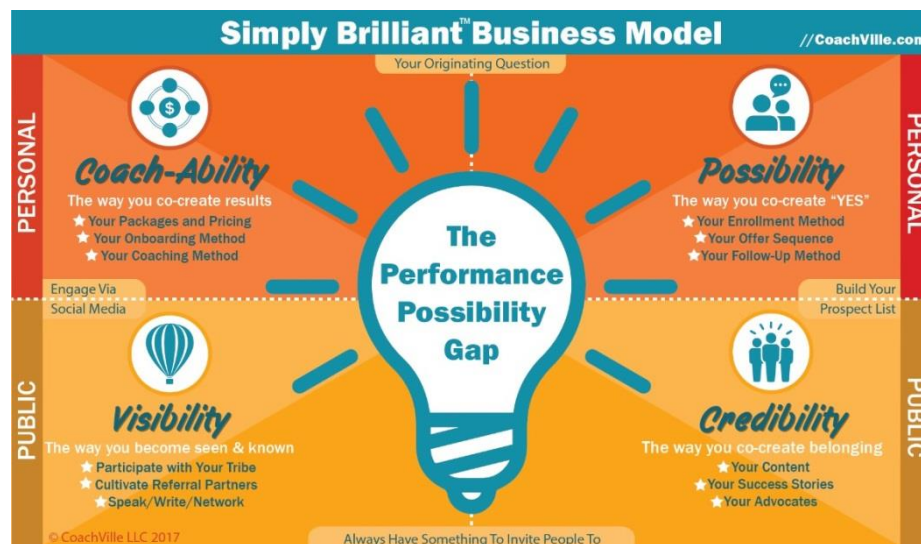 Simply Brilliant™ Business Model
//CoachVille.com
Your Originating Question
PERSONAL
Coach-Ability
The way you co-create results
Your Packages and Pricing
Your Onboarding Method
Your Coaching Method
PERSONAL
Possibility
The way you co-create “YES”
Your Enrollment Method
Your Offer Sequence
Your Follow-Up Method
The
Performance
Possibility
Gap
Engage Via
Social Media
Build Your
Prospect List
PUBLIC
Visibility
The way you become seen & known
Participate with Your Tribe
Cultivate Referral Partners
Speak/Write/Network
PUBLIC
Credibility
The way you co-create belonging
Your Content
Your Success Stories
Your Advocates
© CoachVille LLC 2017
Always Have Something To Invite People To